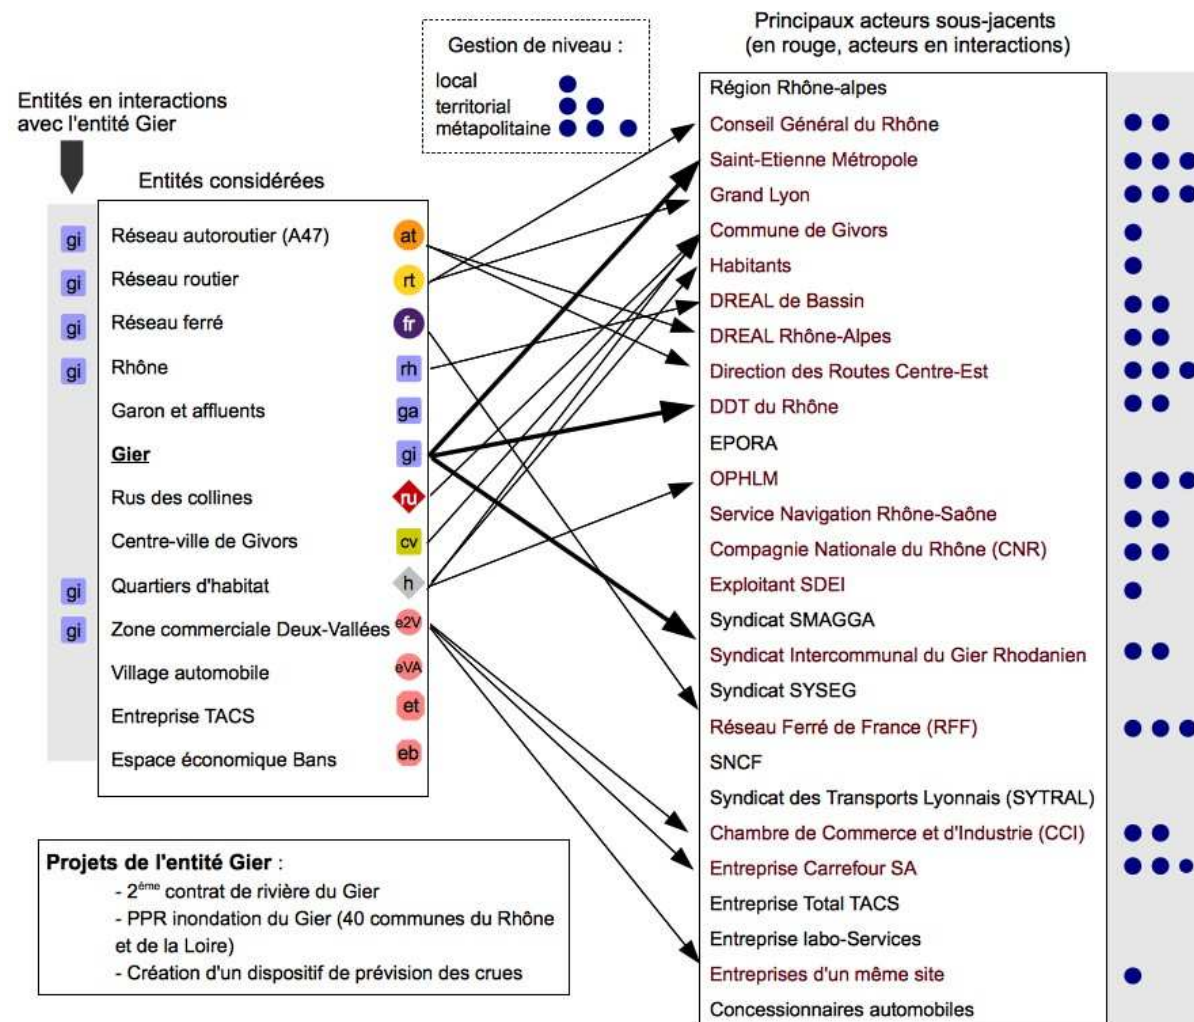 Principaux acteurs sous-jacents
(en rouge, acteurs en interactions)
Gestion de niveau :
local
territorial
métapolitaine
Entités en interactions
avec l'entité Gier
Entités considérées
gi Réseau autoroutier (A47) at
gi Réseau routier rt
gi Réseau ferré fr
gi Rhône rh
Garon et affluents ga
Gier gi
Rus des collines ru
Centre-ville de Givors cv
gi Quartiers d'habitat h
gi Zone commerciale Deux-Vallées e2V
Village automobile eVA
Entreprise TACS et
Espace économique Bans eb
Projets de l'entité Gier :
- 2ème contrat de rivière du Gier
- PPR inondation du Gier (40 communes du Rhône
et de la Loire)
- Création d'un dispositif de prévision des crues
Région Rhône-alpes
Conseil Général du Rhône
Saint-Etienne Métropole
Grand Lyon
Commune de Givors
Habitants
DREAL de Bassin
DREAL Rhône-Alpes
Direction des Routes Centre-Est
DDT du Rhône
EPORA
OPHLM
Service Navigation Rhône-Saône
Compagnie Nationale du Rhône (CNR)
Exploitant SDEI
Syndicat SMAGGA
Syndicat Intercommunal du Gier Rhodanien
Syndicat SYSEG
Réseau Ferré de France (RFF)
SNCF
Syndicat des Transports Lyonnais (SYTRAL)
Chambre de Commerce et d'Industrie (CCI)
Entreprise Carrefour SA
Entreprise Total TACS
Entreprise labo-Services
Entreprises d'un même site
Concessionnaires automobiles